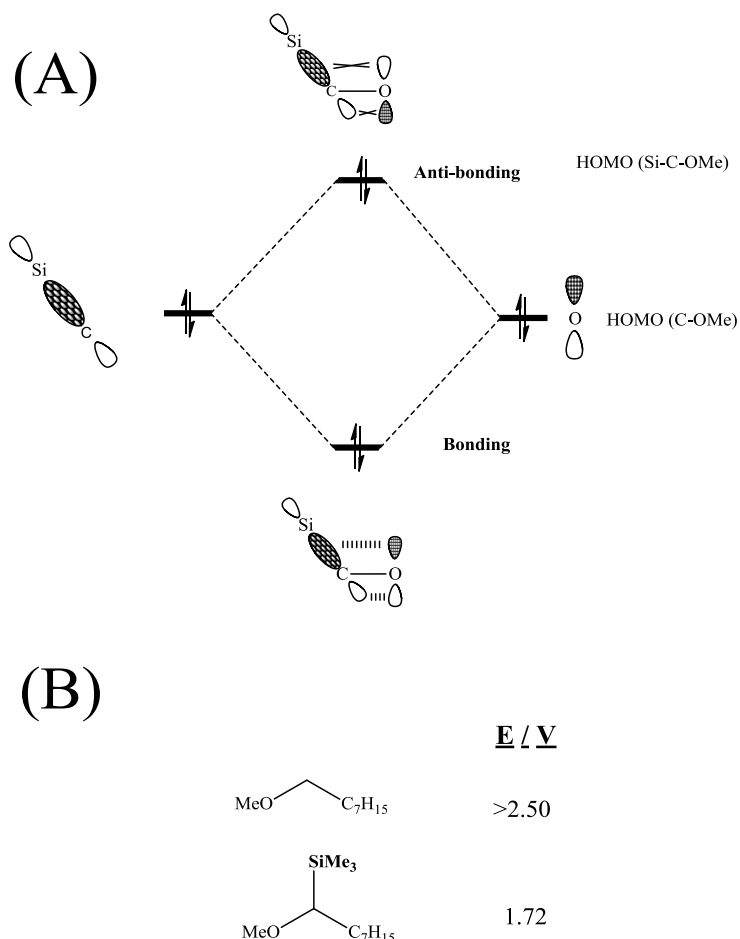 (A)
Si
C O
Anti-bonding
HOMO (Si-C-OMe)
Si
C
O
HOMO (C-OMe)
Bonding
Si
C O
(B)
E / V
MeO C₇H₁₅
>2.50
SiMe₃
MeO C₇H₁₅
1.72